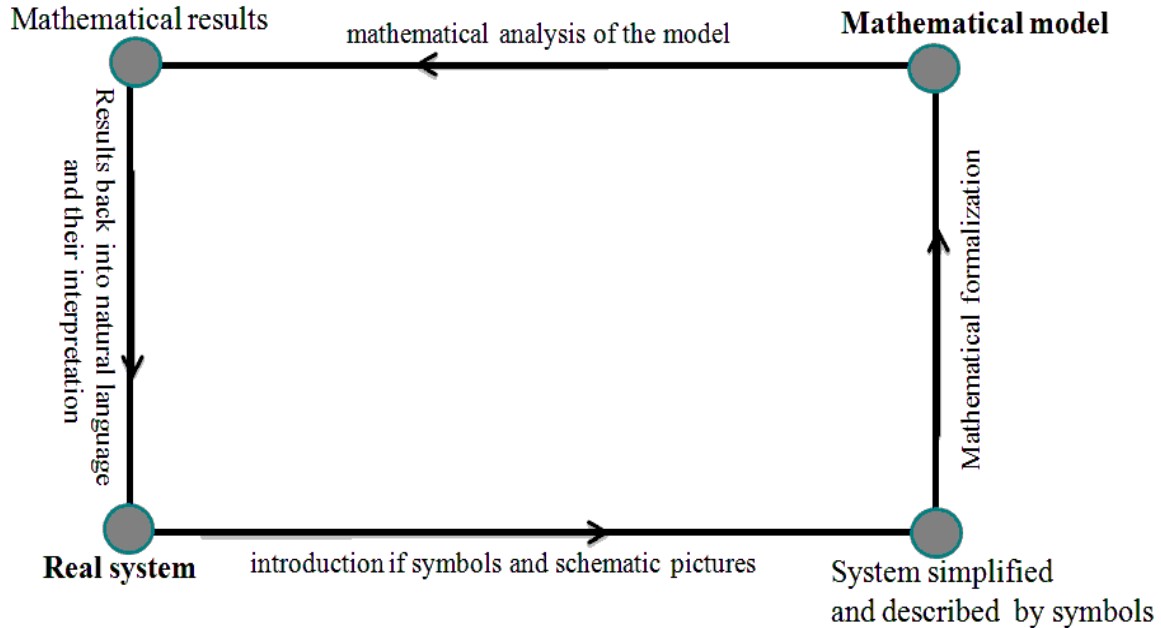 Mathematical results
mathematical analysis of the model
Mathematical model
Results back into natural language
and their interpretation
Mathematical formalization
Real system
introduction if symbols and schematic pictures
System simplified
and described by symbols